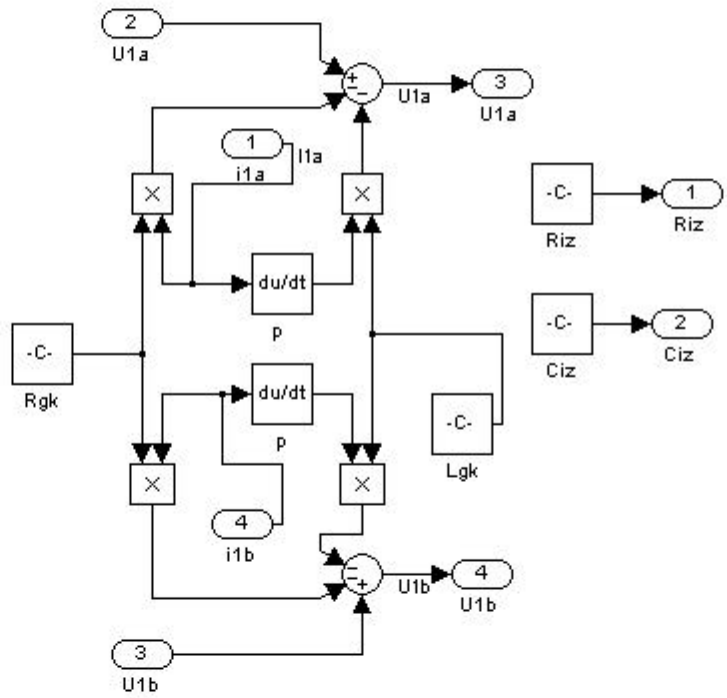 2
U1a
+
−
−
U1a
3
U1a
1
i1a
I1a
×
×
-C-
Riz
1
Riz
du/dt
p
-C-
Ciz
2
Ciz
-C-
Rgk
du/dt
p
-C-
Lgk
×
×
4
i1b
−
−
+
U1b
4
U1b
3
U1b